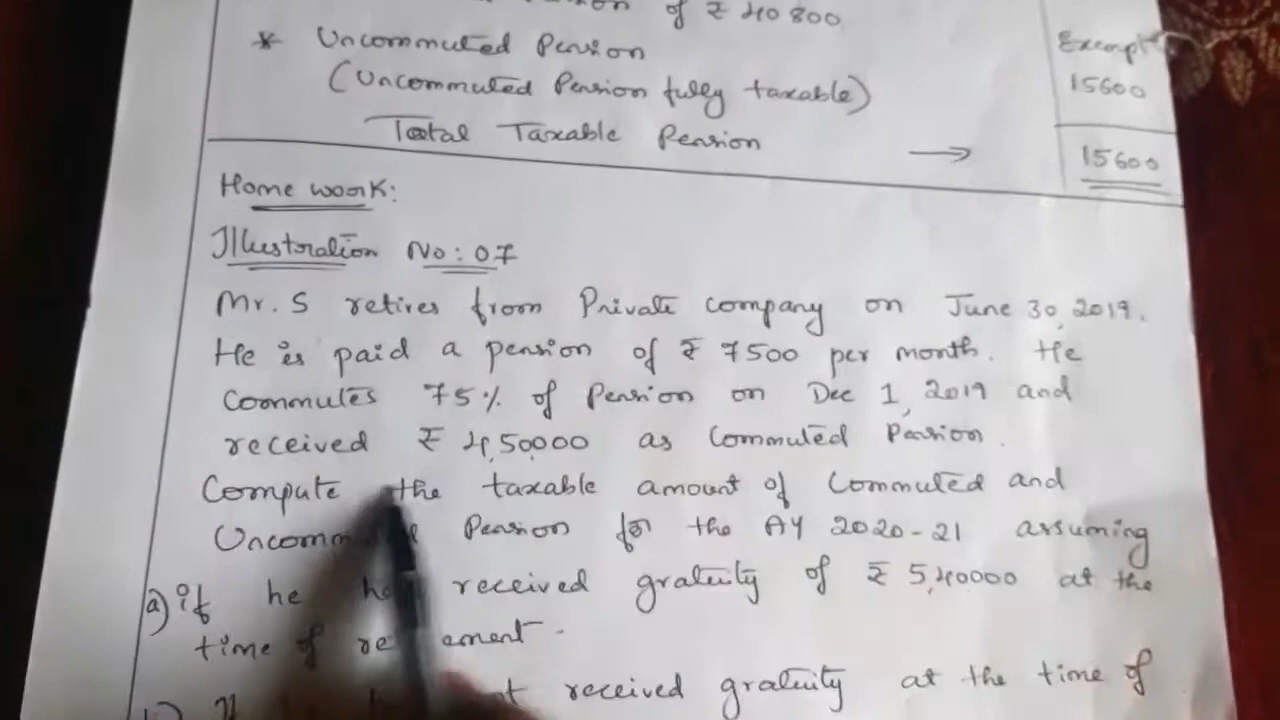 of ₹ 40800
* Uncommuted Pension
Exempt
(Uncommuted Pension fully taxable)
15600
Total Taxable Pension → 15600
Home work:
Illustration No: 07
Mr. S retires from Private company on June 30, 2019.
He is paid a pension of ₹ 7500 per month. He
Commutes 75% of Pension on Dec 1, 2019 and
received ₹ 4,50,000 as Commuted Pension.
Compute the taxable amount of Commuted and
Pension for the AY 2020-21 assuming
a) if he received gratuity of ₹ 5,40000 at the
time of
received gratuity at the time of